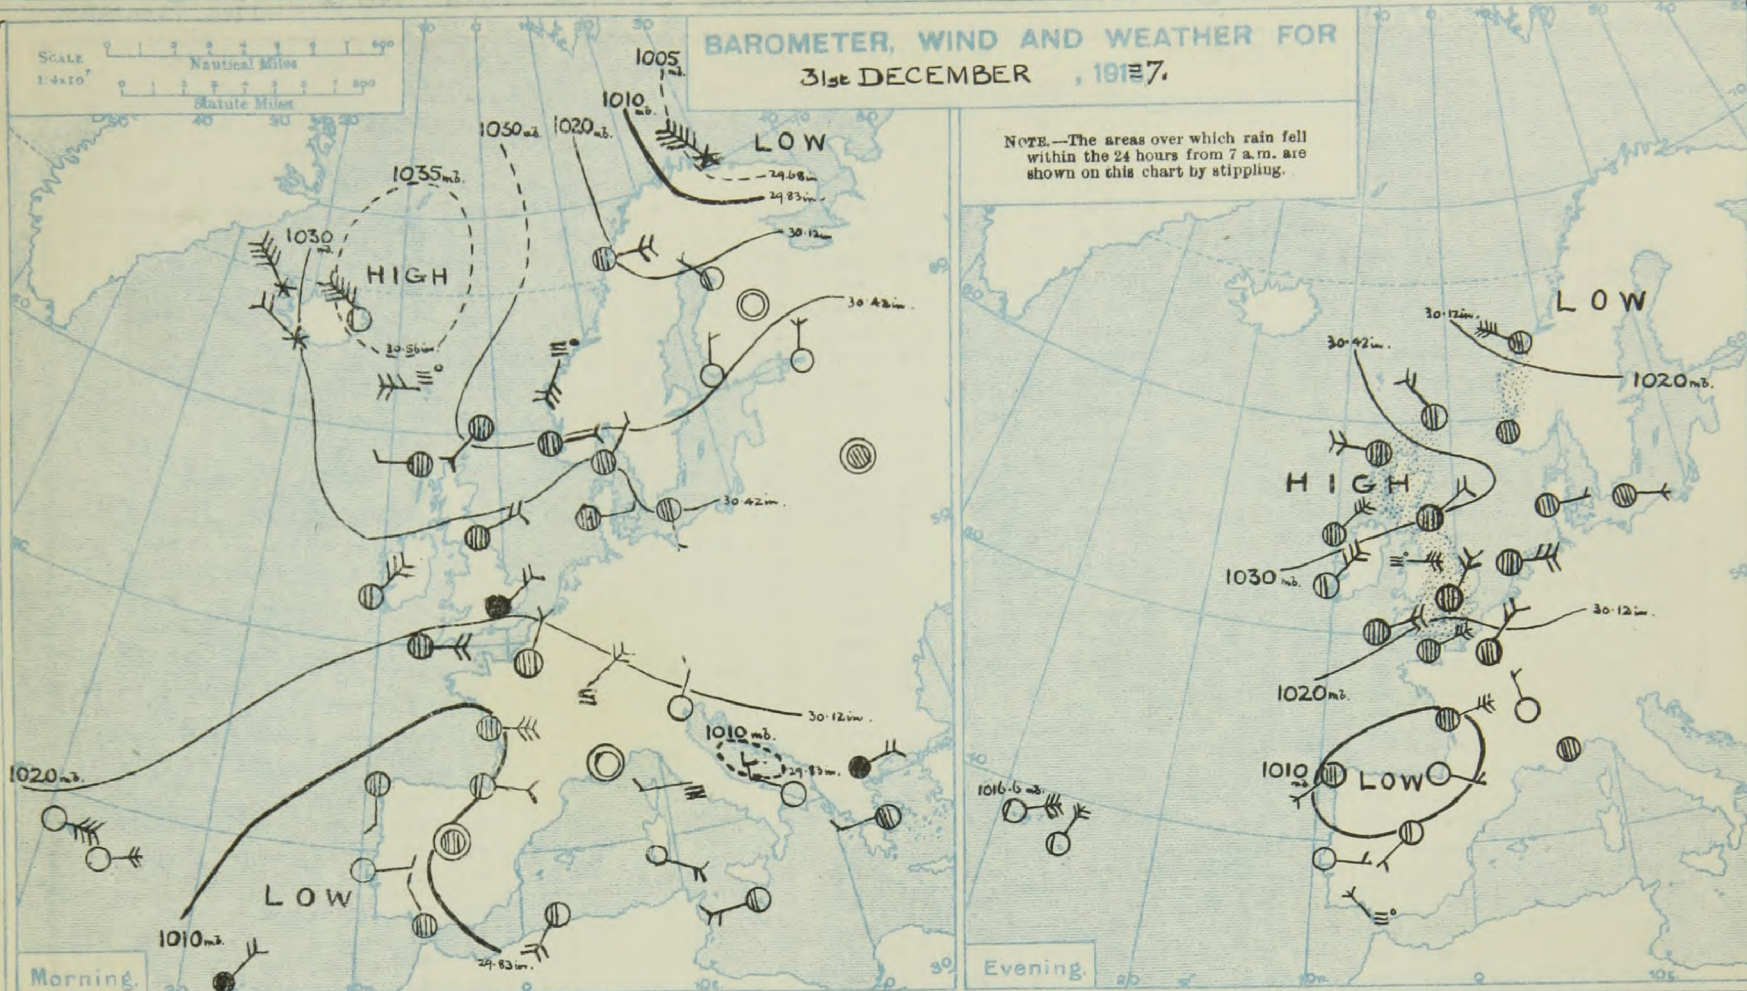 SCALE
1:4x10⁷
Nautical Miles
Statute Miles
BAROMETER, WIND AND WEATHER FOR
31st DECEMBER , 1917.
NOTE.—The areas over which rain fell
within the 24 hours from 7 a.m. are
shown on this chart by stippling.
1005 mb.
1010 mb.
1030 mb. 1020 mb.
LOW
29.68 in.
29.83 in.
1035 mb.
1030 mb.
30.12 in
HIGH
30.42 in.
30.56 in.
30.42 in.
30.12 in.
1010 mb.
L
29.83 in.
1020 mb.
LOW
1010 mb.
29.83 in.
Morning.
LOW
30.12 in.
30.42 in.
1020 mb.
HIGH
1030 mb.
30.12 in.
1020 mb.
1010 mb.
LOW
1016.6 mb.
Evening.